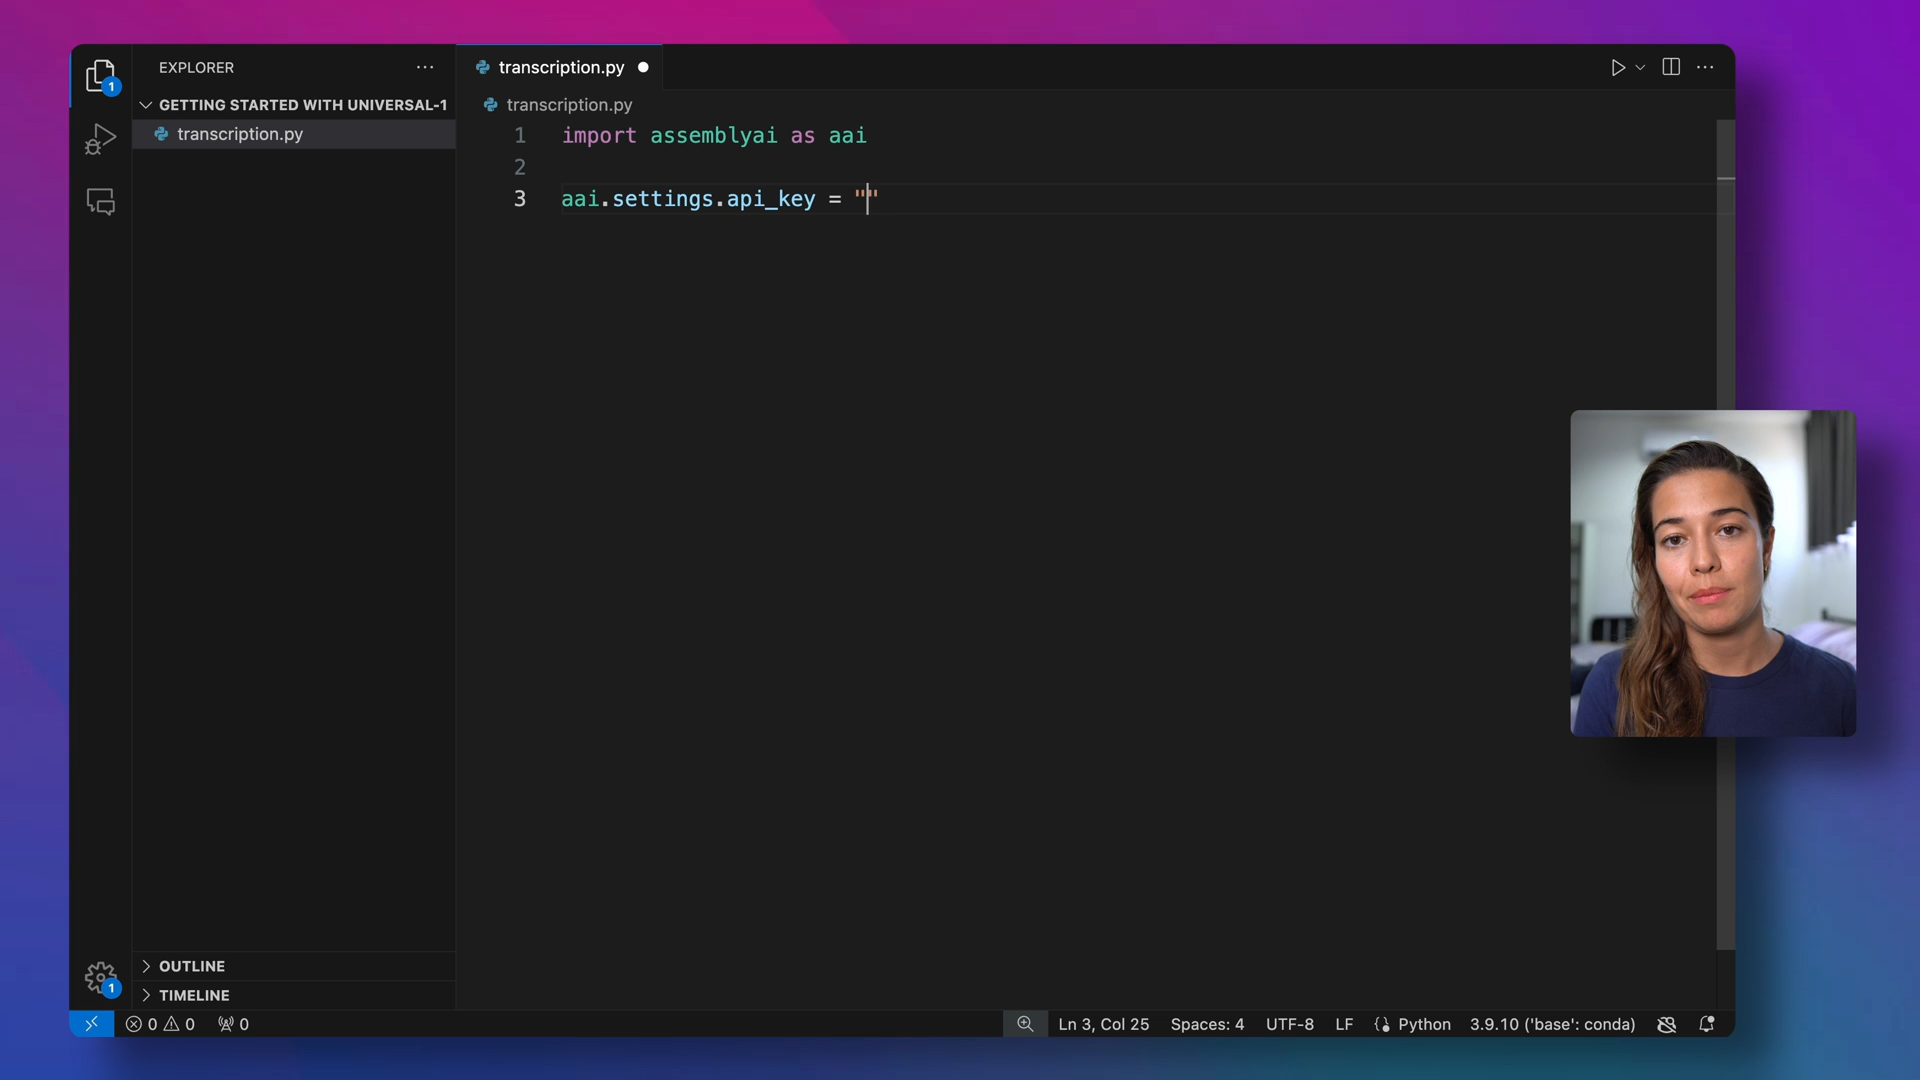 EXPLORER
GETTING STARTED WITH UNIVERSAL-1
transcription.py
OUTLINE
TIMELINE
transcription.py
transcription.py
1 import assemblyai as aai
2
3 aai.settings.api_key = ""
1
1
0 0 0
Ln 3, Col 25 Spaces: 4 UTF-8 LF Python 3.9.10 ('base': conda)